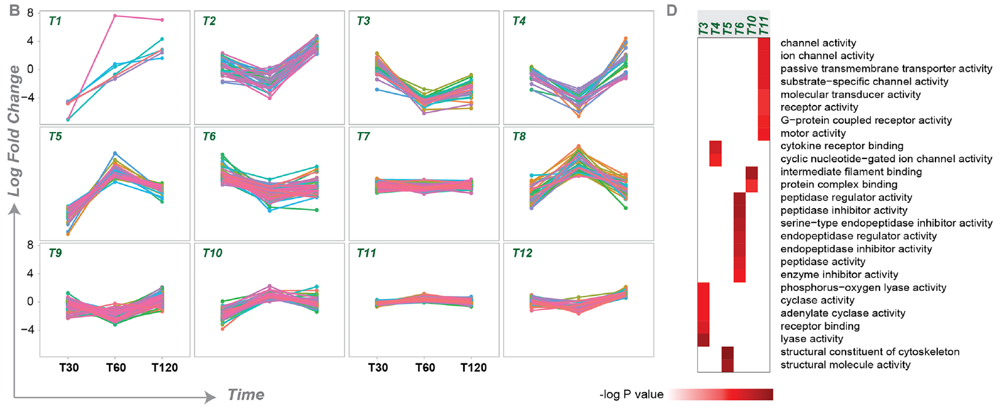 B
Log Fold Change
8
4
0
−4
T1
T2
T3
T4
T5
T6
T7
T8
8
4
0
−4
T9
T10
T11
T12
T30 T60 T120
T30 T60 T120
Time
D
T3 T4 T5 T6 T10 T11
channel activity
ion channel activity
passive transmembrane transporter activity
substrate−specific channel activity
molecular transducer activity
receptor activity
G−protein coupled receptor activity
motor activity
cytokine receptor binding
cyclic nucleotide−gated ion channel activity
intermediate filament binding
protein complex binding
peptidase regulator activity
peptidase inhibitor activity
serine−type endopeptidase inhibitor activity
endopeptidase regulator activity
endopeptidase inhibitor activity
peptidase activity
enzyme inhibitor activity
phosphorus−oxygen lyase activity
cyclase activity
adenylate cyclase activity
receptor binding
lyase activity
structural constituent of cytoskeleton
structural molecule activity
-log P value